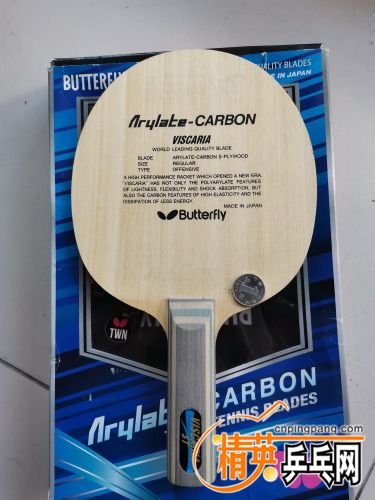 BUTTERFLY
QUALITY BLADES
MADE IN JAPAN
Arylate-CARBON
VISCARIA
WORLD LEADING QUALITY BLADE
BLADE ARYLATE-CARBON 5-PLYWOOD
SIZE REGULAR
TYPE OFFENSIVE
A HIGH PERFORMANCE RACKET WHICH OPENED A NEW ERA.
"VISCARIA" HAS NOT ONLY THE POLYARYLATE FEATURES
OF LIGHTNESS, FLEXIBILITY AND SHOCK ABSORPTION, BUT
ALSO THE CARBON FEATURES OF HIGH ELASTICITY AND THE
DISSIPATION OF LESS ENERGY.
MADE IN JAPAN
Butterfly
TWN
VISCARIA
ST
Arylate-CARBON
TENNIS BLADES
cnpingpang.com
精英乒乓网